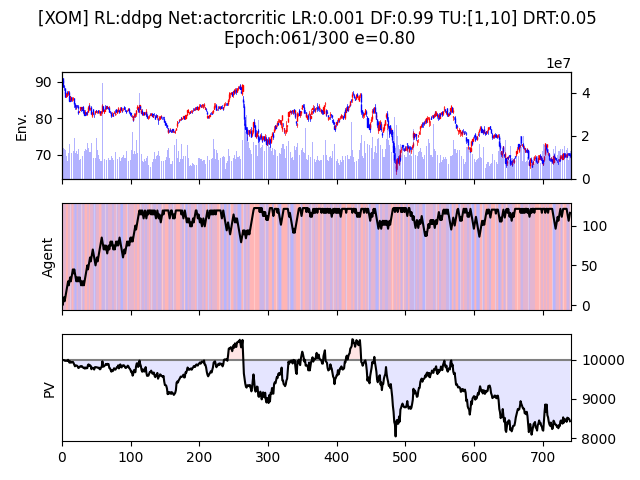 [XOM] RL:ddpg Net:actorcritic LR:0.001 DF:0.99 TU:[1,10] DRT:0.05
Epoch:061/300 e=0.80
1e7
90
80
70
Env.
4
2
0
Agent
100
50
0
PV
10000
9000
8000
0 100 200 300 400 500 600 700